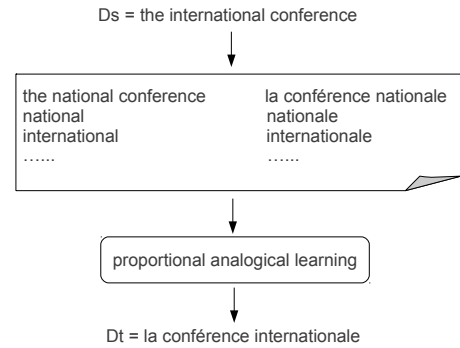 Ds = the international conference
the national conference la conférence nationale
national nationale
international internationale
…... …...
proportional analogical learning
Dt = la conférence internationale